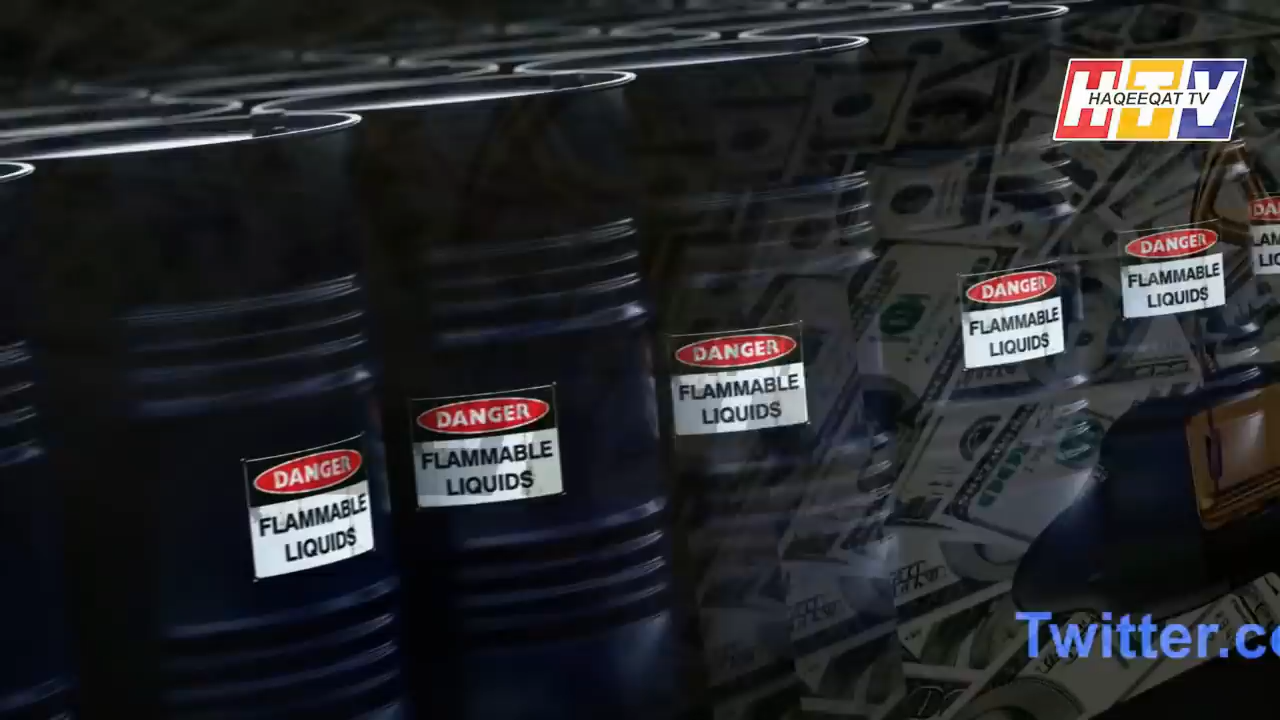 HTV
HAQEEQAT TV
DANGER
FLAMMABLE
LIQUIDS
DANGER
FLAMMABLE
LIQUIDS
DANGER
FLAMMABLE
LIQUIDS
DANGER
FLAMMABLE
LIQUIDS
DANGER
FLAMMABLE
LIQUIDS
Twitter.c